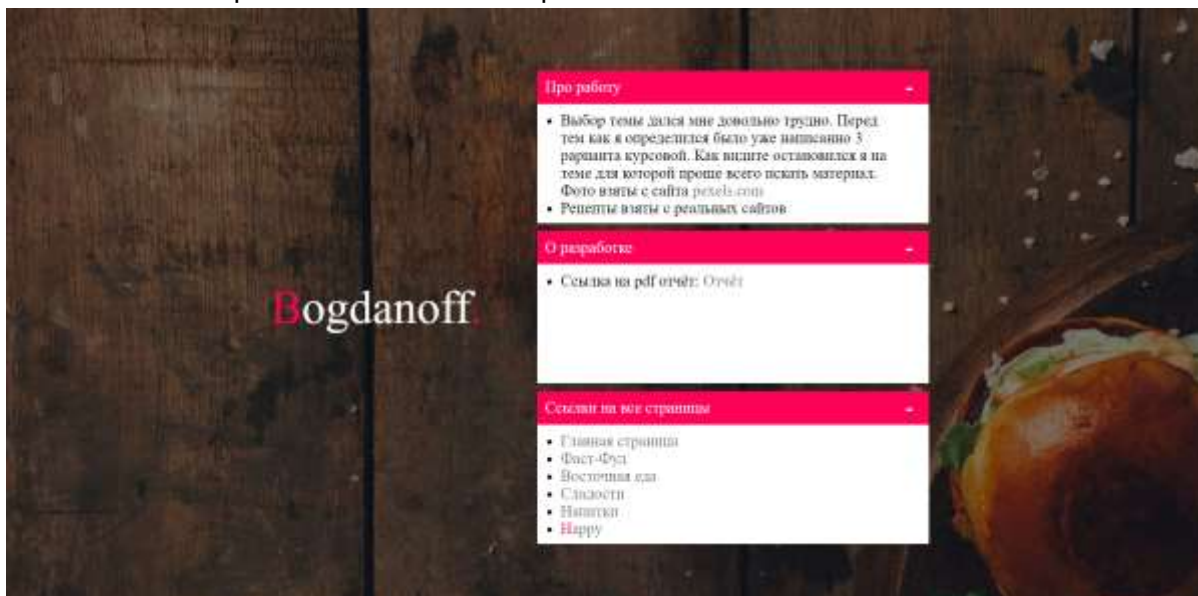 Bogdanoff.
Про работу
Выбор темы дался мне довольно трудно. Перед
тем как я определился было уже написанно 3
рарианта курсовой. Как видите остановился я на
теме для которой проще всего искать материал.
Фото взяты с сайта pexels.com
Рецепты взяты с реальных сайтов
О разработке
Ссылка на pdf отчёт: Отчёт
Ссылки на все страницы
Главная страница
Фаст-Фуд
Восточная еда
Сладости
Напитки
Happy